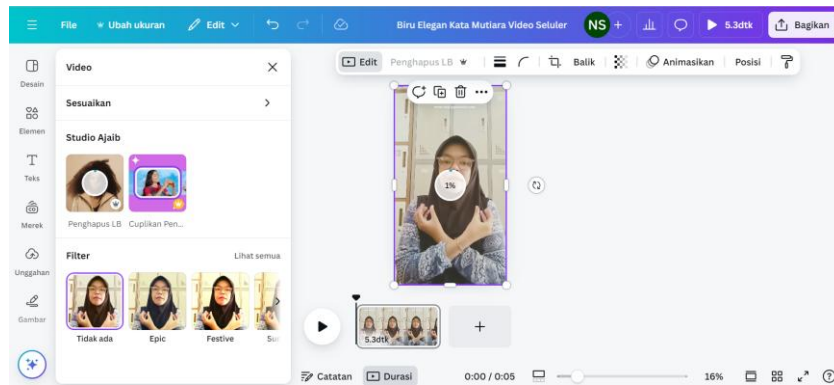 File Ubah ukuran Edit Biru Elegan Kata Mutiara Video Seluler NS + 5.3dtk Bagikan
Edit Penghapus LB Balik Animasikan Posisi
Desain
Elemen
T
Teks
Merek
Unggahan
Gambar
Video
Sesuaikan
Studio Ajaib
Penghapus LB Cuplikan Pen...
Filter Lihat semua
Tidak ada Epic Festive Su
1%
5.3dtk
+
Catatan Durasi 0:00 / 0:05 16% ?